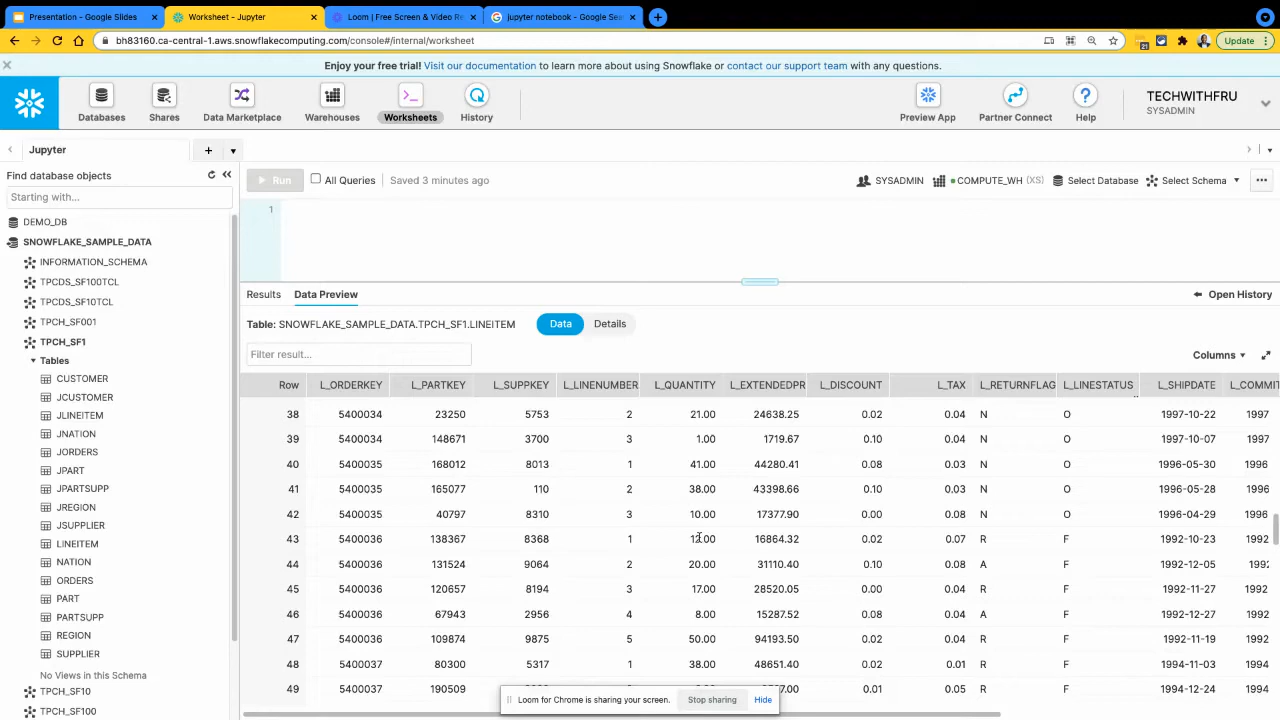 Presentation - Google Slides
Worksheet - Jupyter
Loom | Free Screen & Video Re
jupyter notebook - Google Sea
bh83160.ca-central-1.aws.snowflakecomputing.com/console#/internal/worksheet
21
Update
Enjoy your free trial! Visit our documentation to learn more about using Snowflake or contact our support team with any questions.
Databases
Shares
Data Marketplace
Warehouses
Worksheets
History
Preview App
Partner Connect
Help
TECHWITHFRU
SYSADMIN
Jupyter
Find database objects
Starting with...
DEMO_DB
SNOWFLAKE_SAMPLE_DATA
INFORMATION_SCHEMA
TPCDS_SF100TCL
TPCDS_SF10TCL
TPCH_SF001
TPCH_SF1
Tables
CUSTOMER
JCUSTOMER
JLINEITEM
JNATION
JORDERS
JPART
JPARTSUPP
JREGION
JSUPPLIER
LINEITEM
NATION
ORDERS
PART
PARTSUPP
REGION
SUPPLIER
No Views in this Schema
TPCH_SF10
TPCH_SF100
Run All Queries Saved 3 minutes ago SYSADMIN COMPUTE_WH (XS) Select Database Select Schema
1
Results Data Preview Open History
Table: SNOWFLAKE_SAMPLE_DATA.TPCH_SF1.LINEITEM Data Details
Filter result... Columns
Row L_ORDERKEY L_PARTKEY L_SUPPKEY L_LINENUMBER L_QUANTITY L_EXTENDEDPR L_DISCOUNT L_TAX L_RETURNFLAG L_LINESTATUS L_SHIPDATE L_COMMIT
38 5400034 23250 5753 2 21.00 24638.25 0.02 0.04 N O 1997-10-22 1997
39 5400034 148671 3700 3 1.00 1719.67 0.10 0.04 N O 1997-10-07 1997
40 5400035 168012 8013 1 41.00 44280.41 0.08 0.03 N O 1996-05-30 1996
41 5400035 165077 110 2 38.00 43398.66 0.10 0.03 N O 1996-05-28 1996
42 5400035 40797 8310 3 10.00 17377.90 0.00 0.08 N O 1996-04-29 1996
43 5400036 138367 8368 1 16864.32 0.02 0.07 R F 1992-10-23 1992
44 5400036 131524 9064 2 20.00 31110.40 0.10 0.08 A F 1992-12-05 1992
45 5400036 120657 8194 3 17.00 28520.05 0.00 0.04 R F 1992-11-27 1992
46 5400036 67943 2956 4 8.00 15287.52 0.08 0.04 A F 1992-12-27 1992
47 5400036 109874 9875 5 50.00 94193.50 0.02 0.04 R F 1992-11-19 1992
48 5400037 80300 5317 1 38.00 48651.40 0.02 0.01 R F 1994-11-03 1994
49 5400037 190509 0.01 0.05 R F 1994-12-24 1994
Loom for Chrome is sharing your screen. Stop sharing Hide